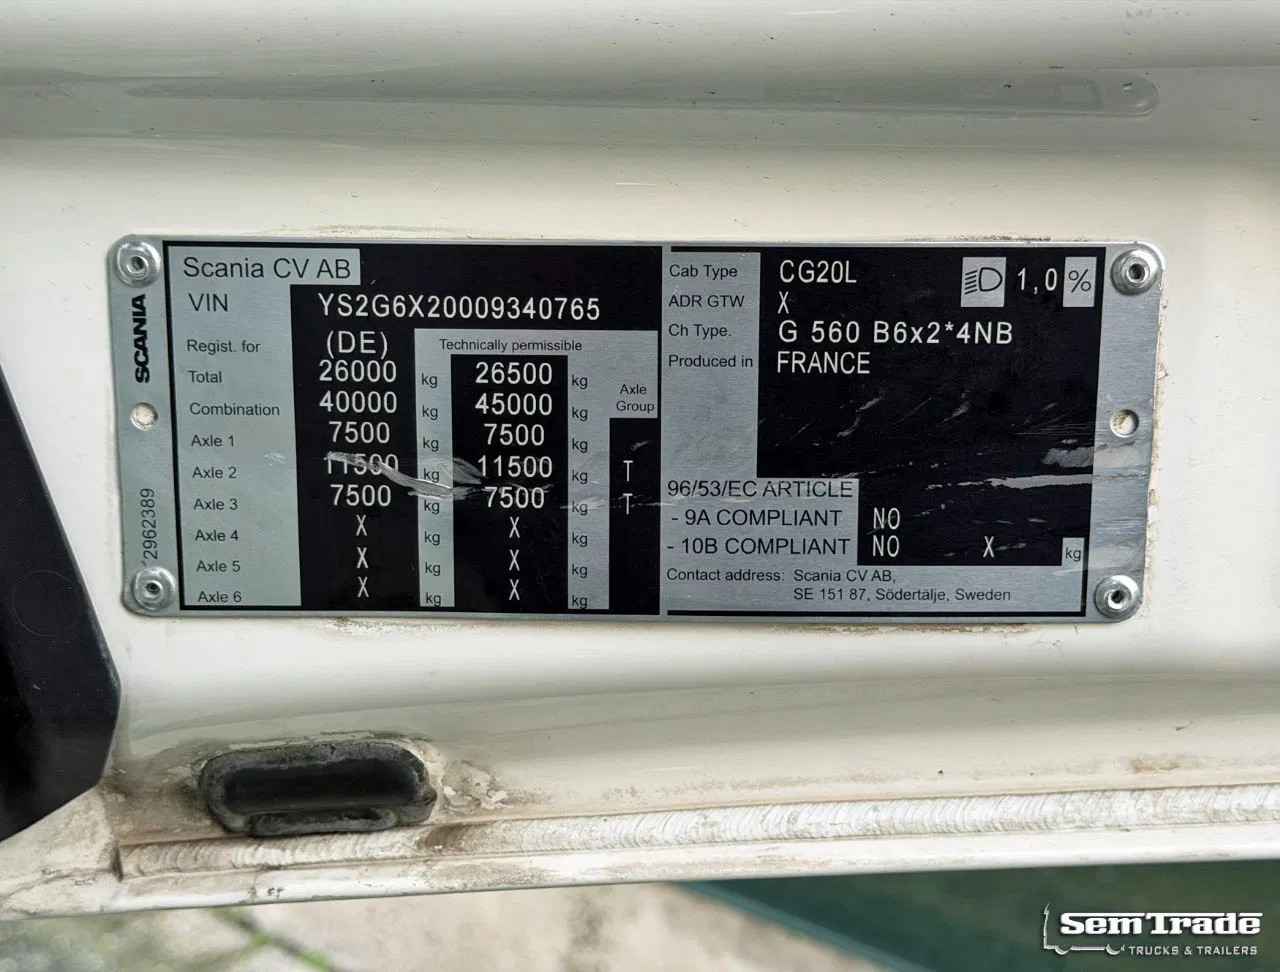 Scania CV AB
VIN YS2G6X20009340765
Regist. for (DE) Technically permissible
Total 26000 kg 26500 kg
Combination 40000 kg 45000 kg Axle Group
Axle 1 7500 kg 7500 kg
Axle 2 11500 kg 11500 kg T
Axle 3 7500 kg 7500 kg T
Axle 4 X kg X kg
Axle 5 X kg X kg
Axle 6 X kg X kg
SCANIA
2962389
Cab Type CG20L 1,0 %
ADR GTW X
Ch Type. G 560 B6x2*4NB
Produced in FRANCE
96/53/EC ARTICLE
- 9A COMPLIANT NO
- 10B COMPLIANT NO X kg
Contact address: Scania CV AB,
SE 151 87, Södertälje, Sweden
SemTrade
TRUCKS & TRAILERS